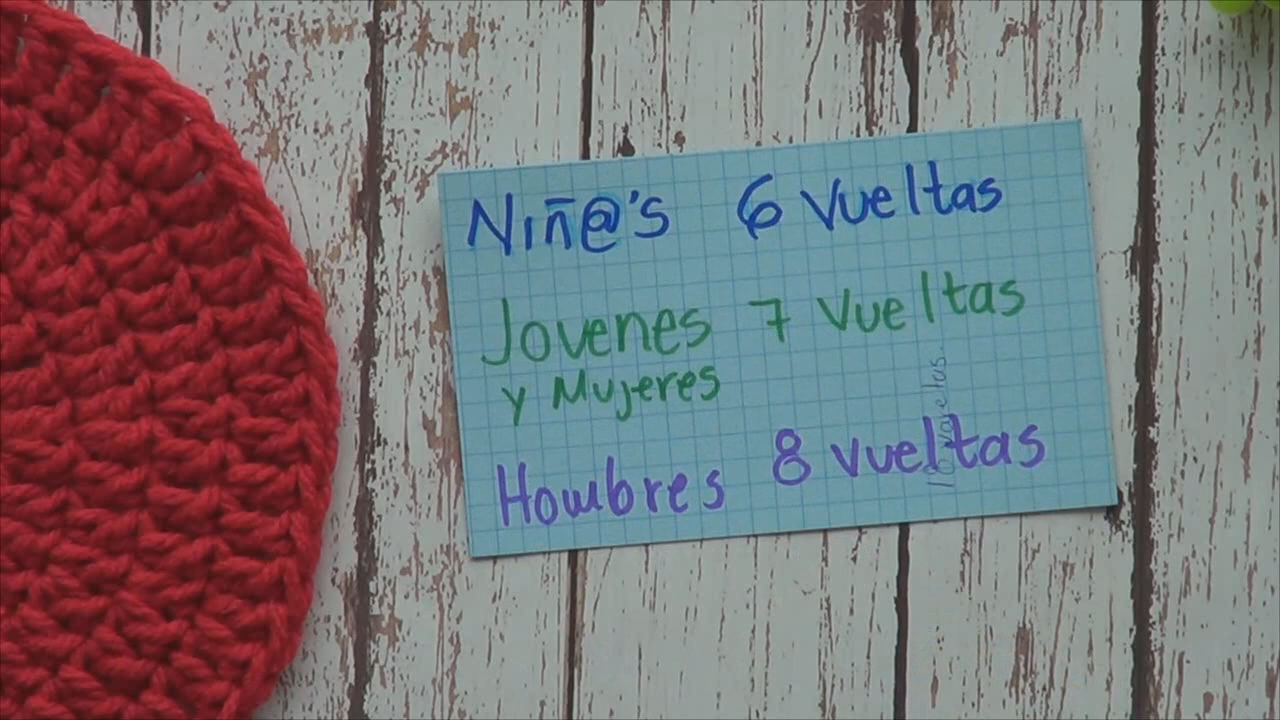 Niñ@'s 6 vueltas
Jovenes 7 vueltas
y Mujeres
Hombres 8 vueltas